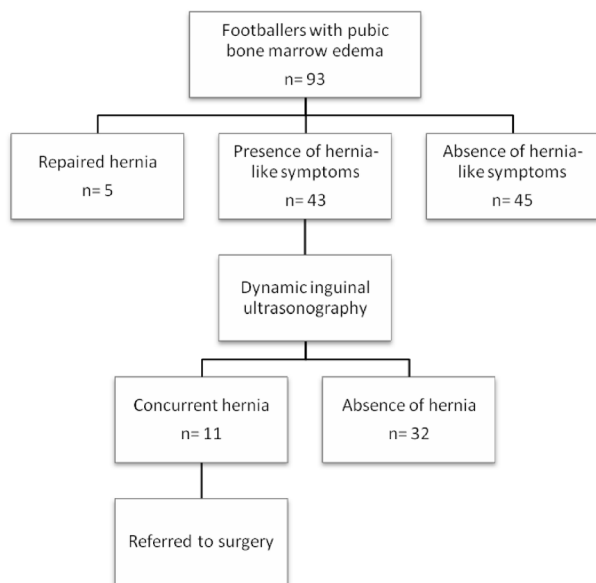 Footballers with pubic
bone marrow edema
n= 93
Repaired hernia
n= 5
Presence of hernia-
like symptoms
n= 43
Absence of hernia-
like symptoms
n= 45
Dynamic inguinal
ultrasonography
Concurrent hernia
n= 11
Absence of hernia
n= 32
Referred to surgery